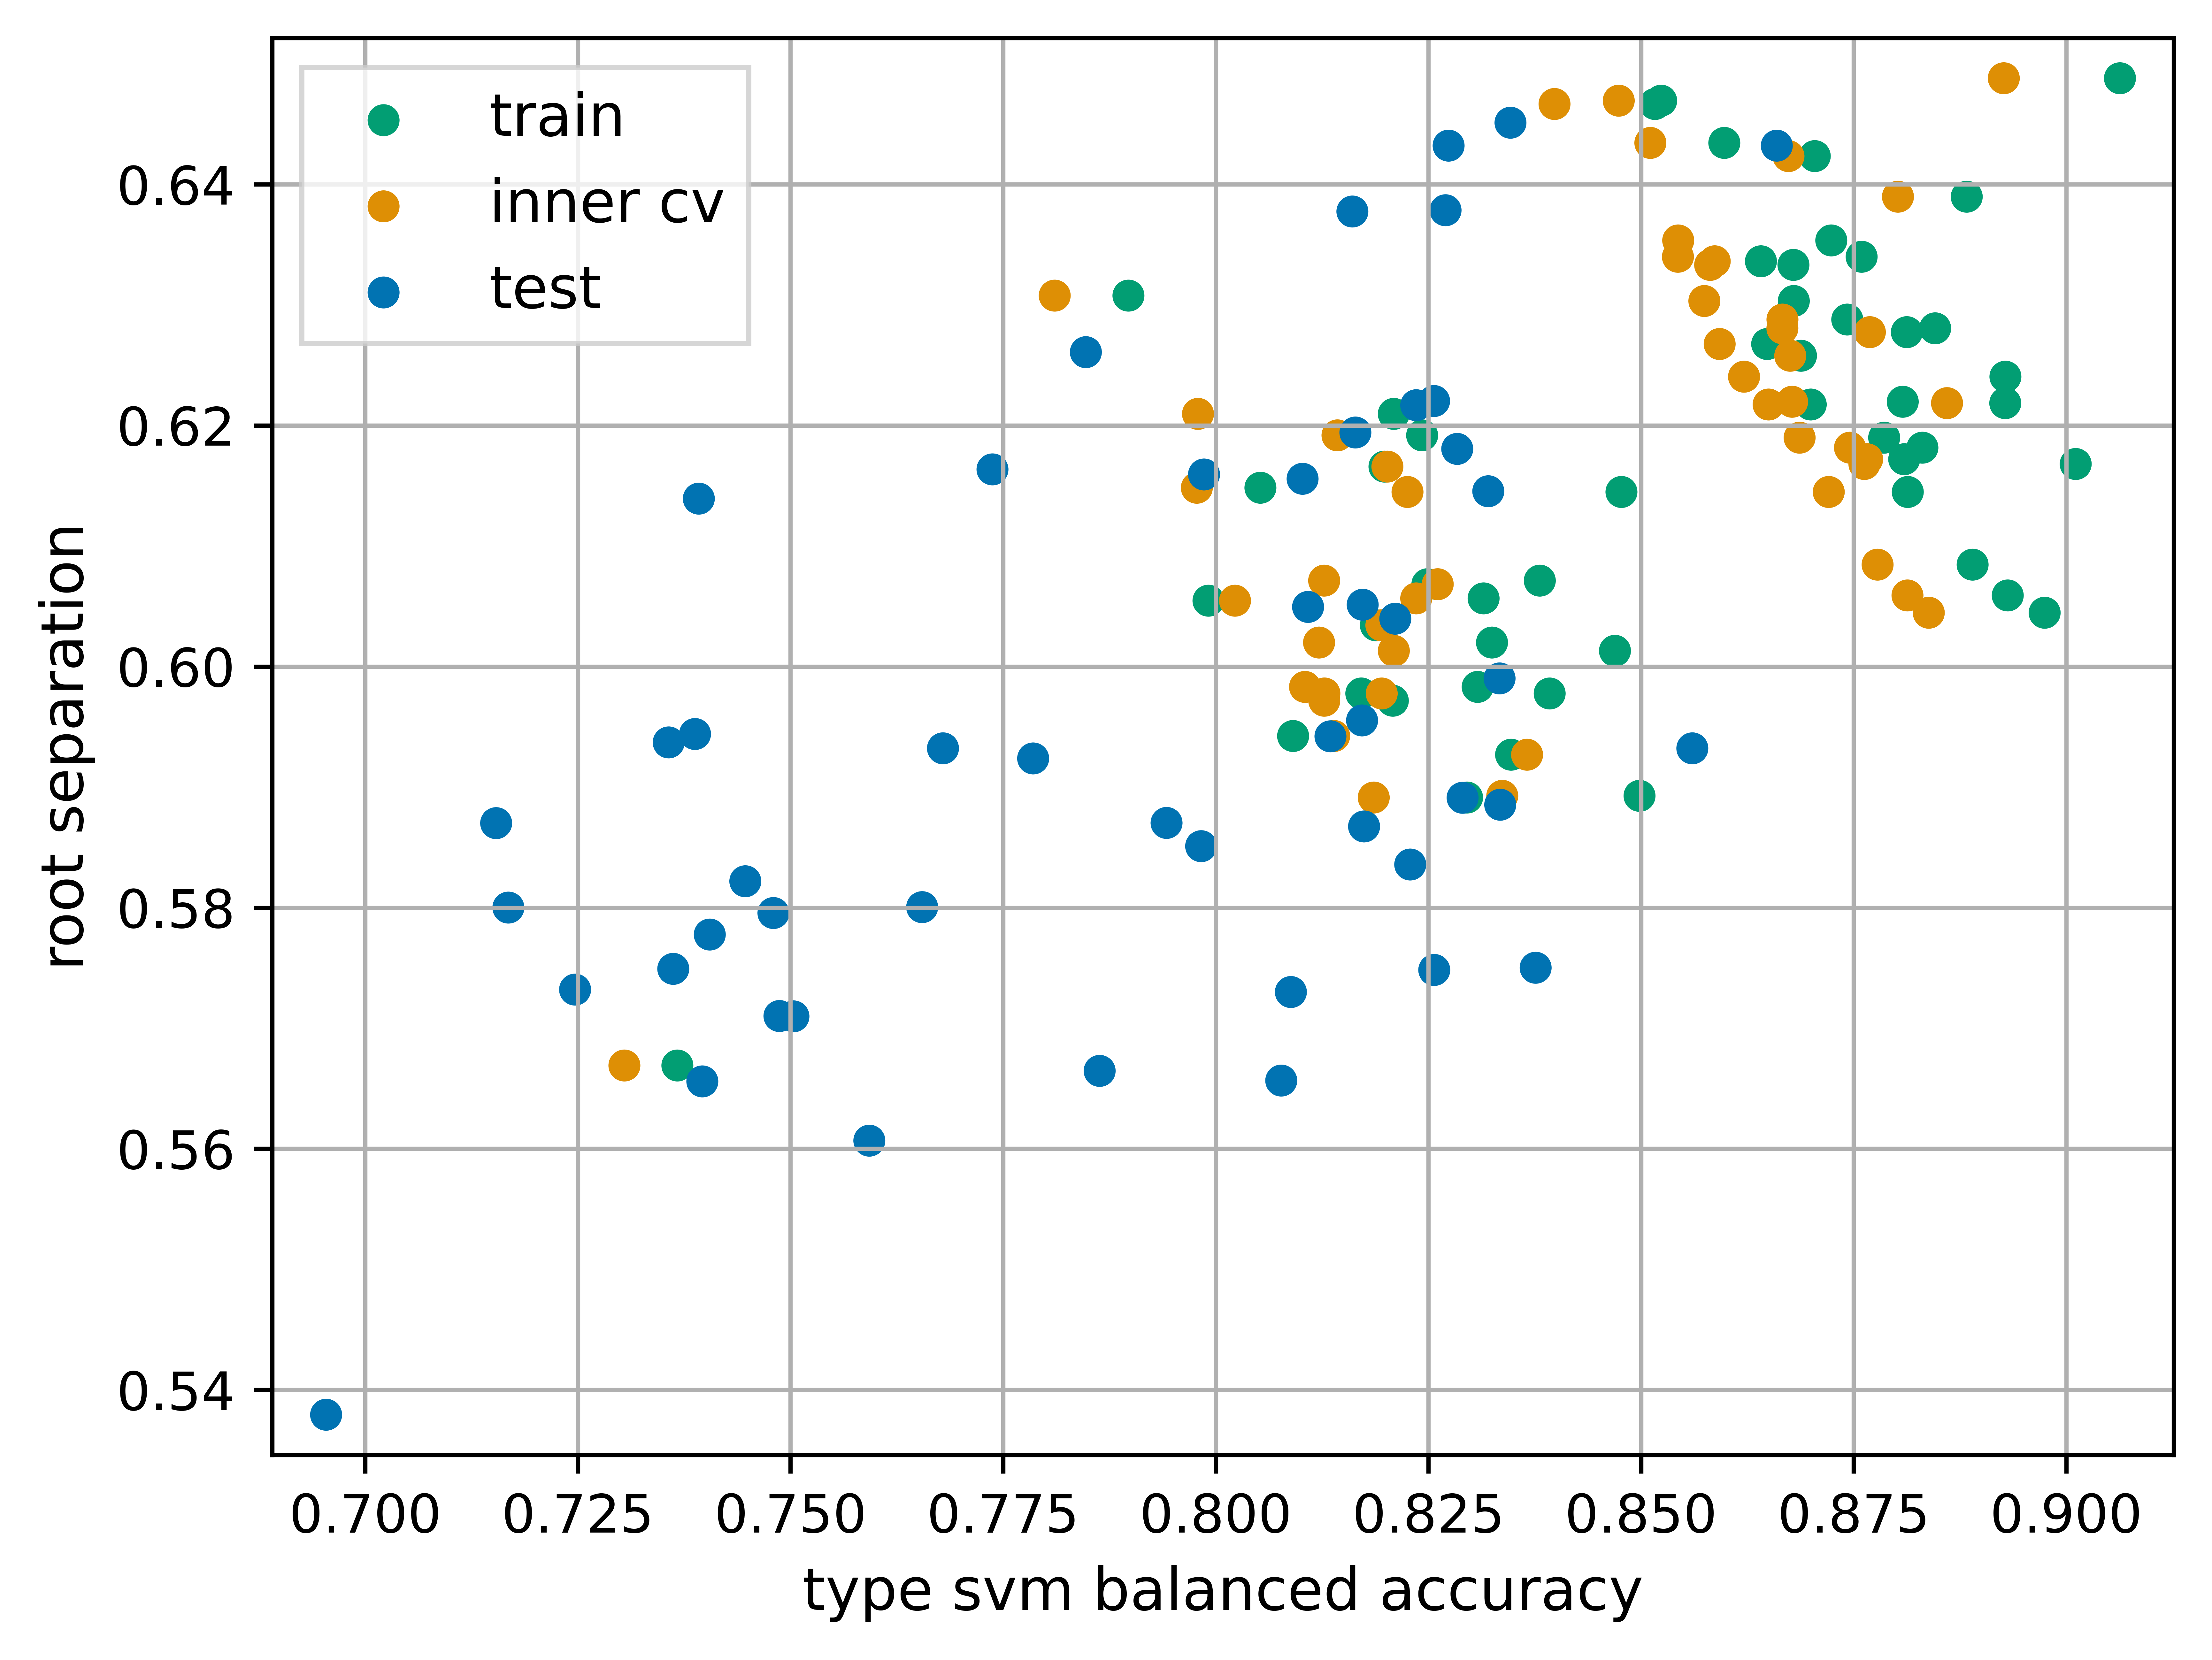 train
inner cv
test
0.64
0.62
0.60
0.58
0.56
0.54
root separation
0.700 0.725 0.750 0.775 0.800 0.825 0.850 0.875 0.900
type svm balanced accuracy